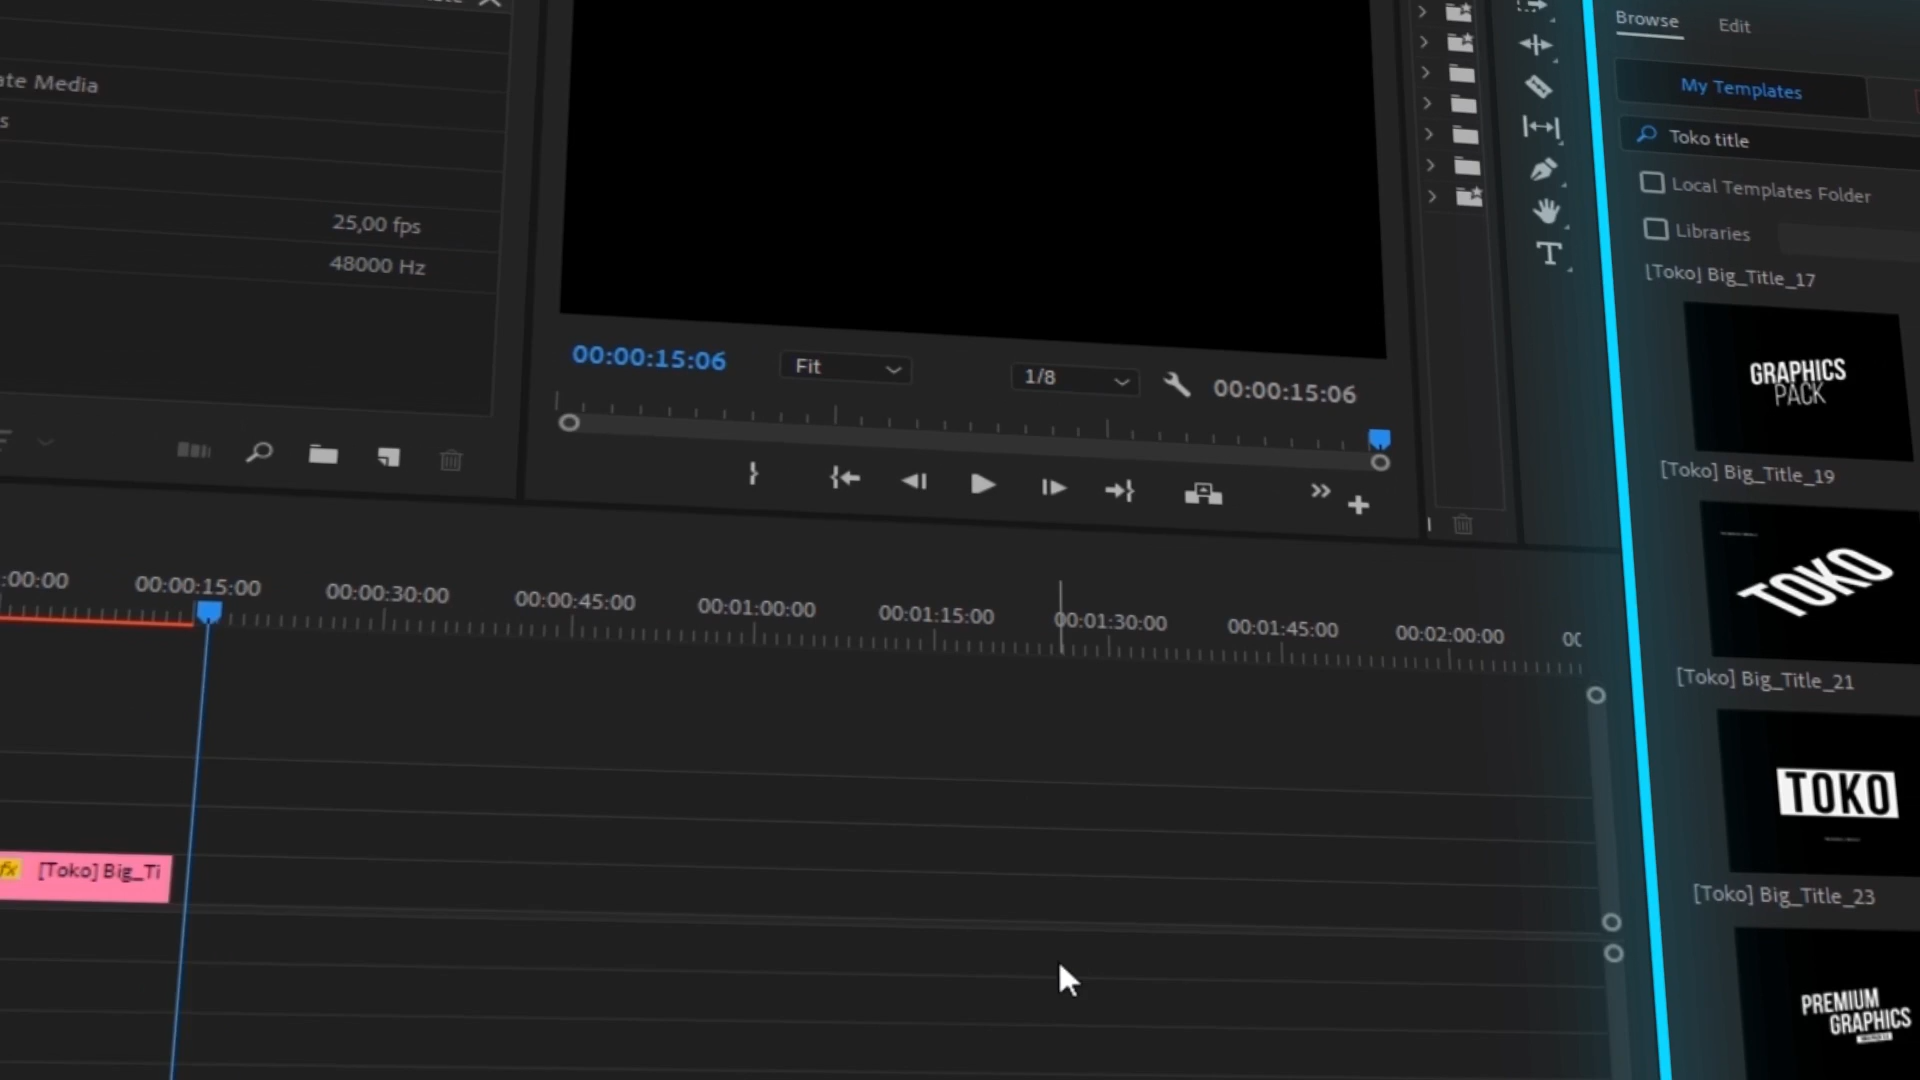 ate Media
s
25,00 fps
48000 Hz
00:00:15:06
Fit
1/8
00:00:15:06
:00:00
00:00:15:00
00:00:30:00
00:00:45:00
00:01:00:00
00:01:15:00
00:01:30:00
00:01:45:00
00:02:00:00
00
fx
[Toko] Big_Ti
Browse
Edit
My Templates
Toko title
Local Templates Folder
Libraries
[Toko] Big_Title_17
GRAPHICS
PACK
[Toko] Big_Title_19
TOKO
[Toko] Big_Title_21
TOKO
[Toko] Big_Title_23
PREMIUM
GRAPHICS